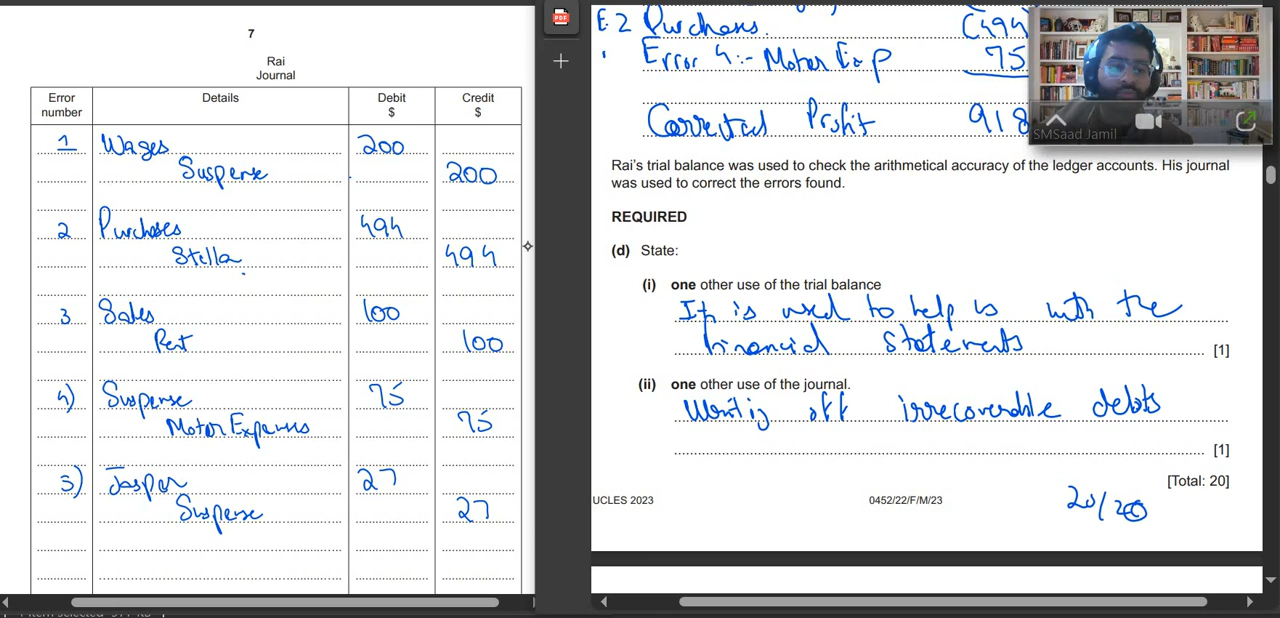 7
Rai
Journal
Error number Details Debit $ Credit $
1 Wages 200
Suspense 200
2 Purchases 494
Stella 494
3 Sales 100
Rent 100
4) Suspense 75
Motor Expenses 75
5) Jasper 27
Suspense 27
PDF
E.2 Purchases. (494
Error 4:- Motor Exp 75
Corrected Profit 918
SMSaad Jamil
Rai's trial balance was used to check the arithmetical accuracy of the ledger accounts. His journal
was used to correct the errors found.
REQUIRED
(d) State:
(i) one other use of the trial balance
It is used to help us with the
financial statements [1]
(ii) one other use of the journal.
Writing off irrecoverable debts
[1]
[Total: 20]
UCLES 2023 0452/22/F/M/23
20/20